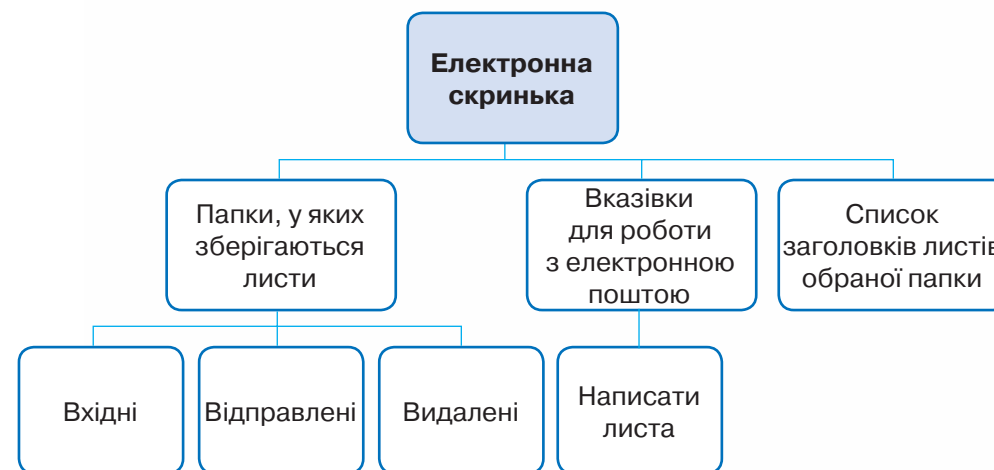 Електронна
скринька
Папки, у яких
зберігаються
листи
Вказівки
для роботи
з електронною
поштою
Список
заголовків листів
обраної папки
Вхідні
Відправлені
Видалені
Написати
листа